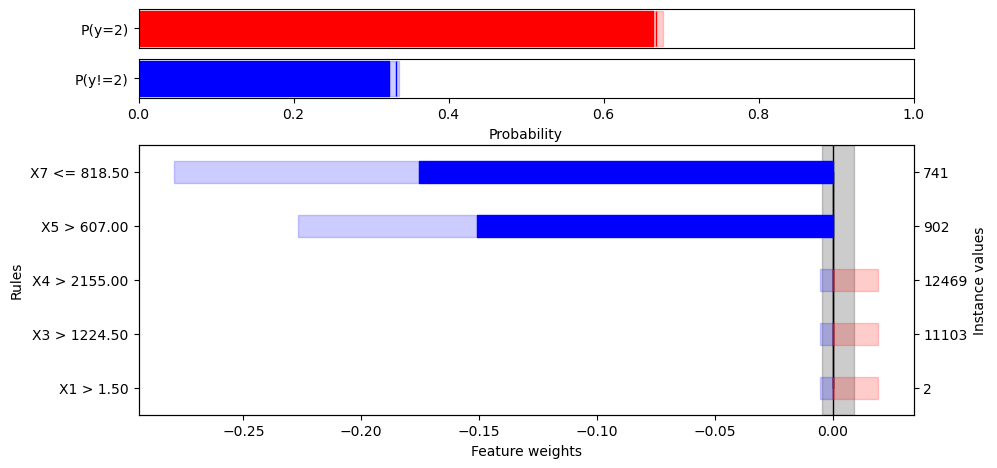 P(y=2)
P(y!=2)
0.0 0.2 0.4 0.6 0.8 1.0
Probability
X7 <= 818.50 741
X5 > 607.00 902
X4 > 2155.00 12469
X3 > 1224.50 11103
X1 > 1.50 2
Rules
Instance values
−0.25 −0.20 −0.15 −0.10 −0.05 0.00
Feature weights